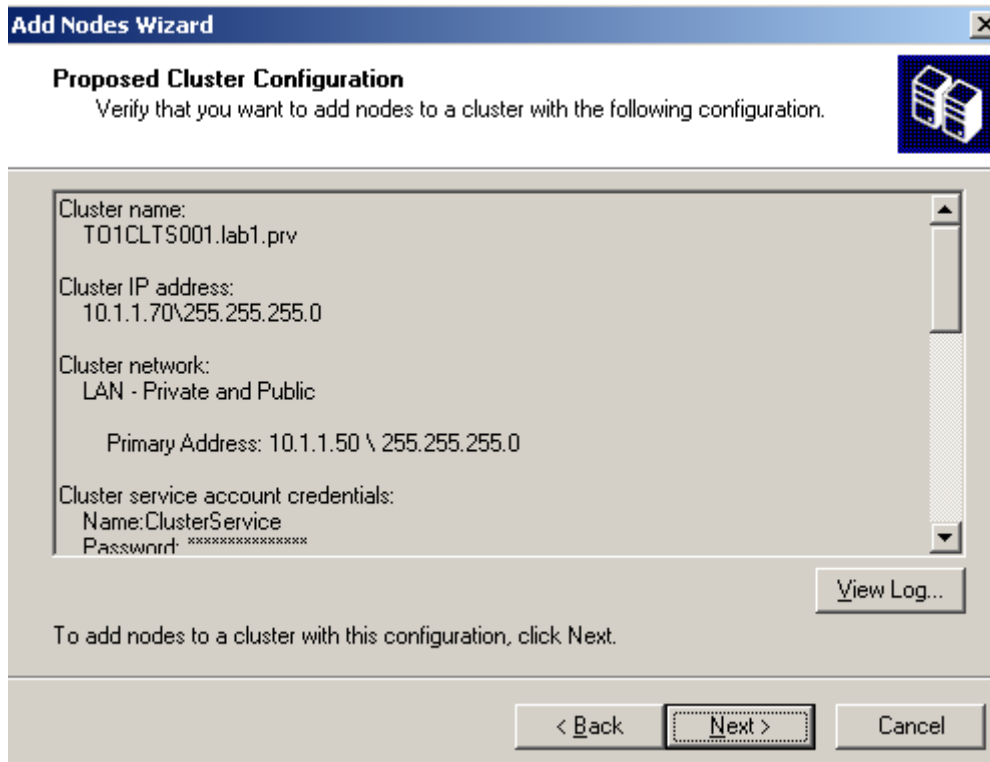 Add Nodes Wizard
Proposed Cluster Configuration
Verify that you want to add nodes to a cluster with the following configuration.
Cluster name:
TO1CLTS001.lab1.prv
Cluster IP address:
10.1.1.70\255.255.255.0
Cluster network:
LAN - Private and Public
Primary Address: 10.1.1.50 \ 255.255.255.0
Cluster service account credentials:
Name:ClusterService
Password: ***************
View Log...
To add nodes to a cluster with this configuration, click Next.
< Back Next > Cancel